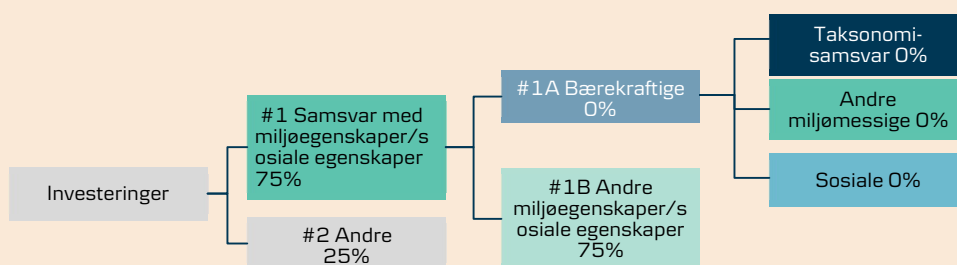 Investeringer
#1 Samsvar med
miljøegenskaper/s
osiale egenskaper
75%
#2 Andre
25%
#1A Bærekraftige
0%
#1B Andre
miljøegenskaper/s
osiale egenskaper
75%
Taksonomi-
samsvar 0%
Andre
miljømessige 0%
Sosiale 0%